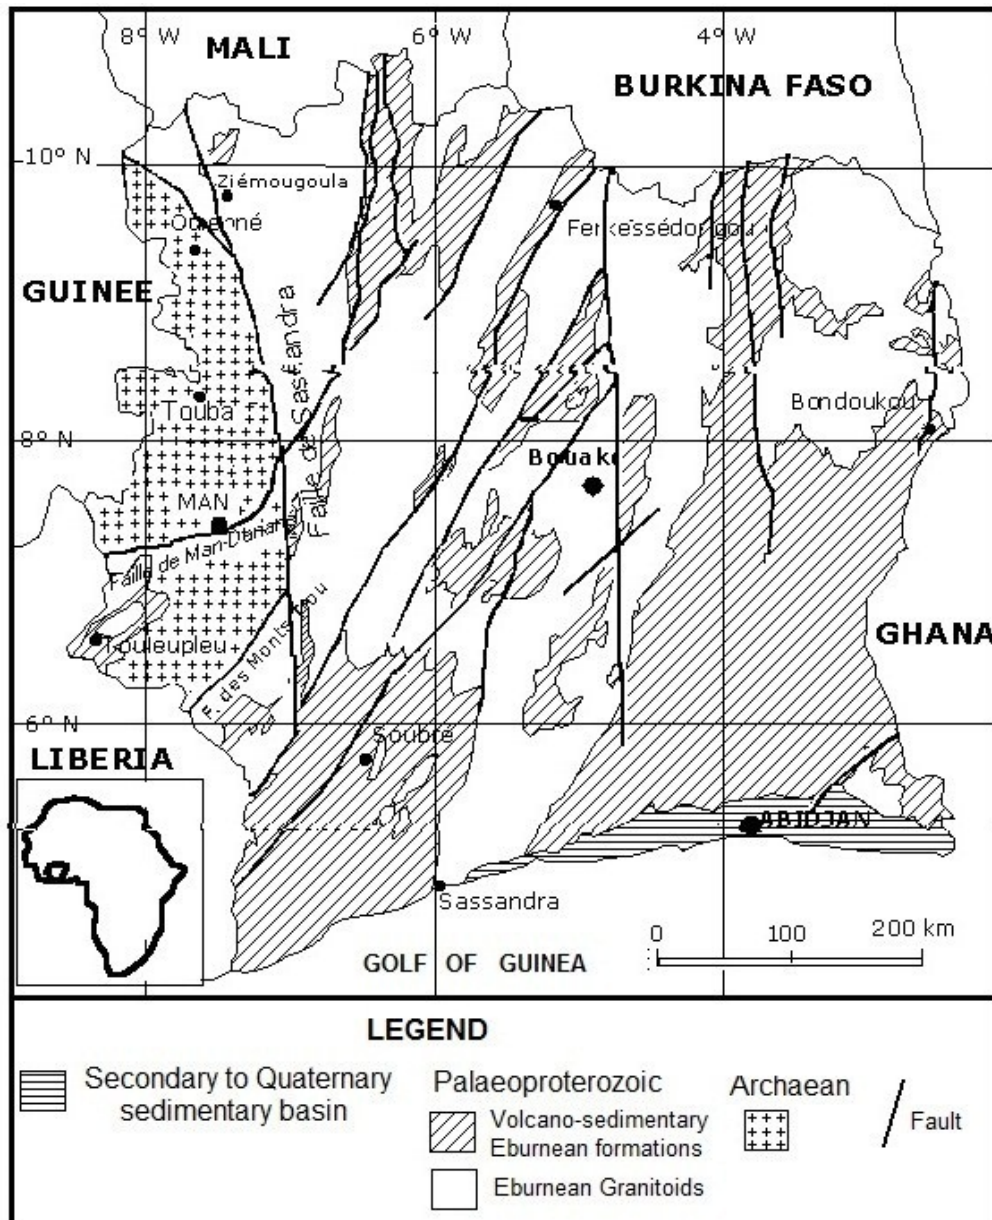 8° W
6° W
4° W
MALI
BURKINA FASO
10° N
Ziémougoula
Odienné
Ferkessédougou
GUINEE
Faille de Sassandra
Touba
Bondoukou
8° N
Bouaké
MAN
Faille de Man-Danané
Touleupleu
GHANA
F. des Monts Trou
6° N
Soubré
LIBERIA
ABIDJAN
Sassandra
0 100 200 km
GOLF OF GUINEA
LEGEND
Secondary to Quaternary
sedimentary basin
Palaeoproterozoic
Volcano-sedimentary
Eburnean formations
Eburnean Granitoids
Archaean
Fault